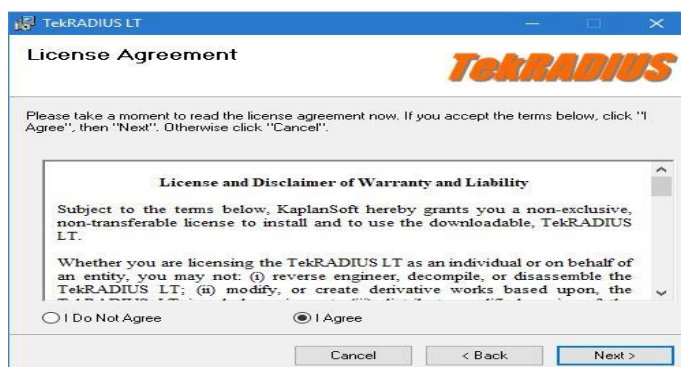 TekRADIUS LT
License Agreement
TekRADIUS
Please take a moment to read the license agreement now. If you accept the terms below, click "I
Agree", then "Next". Otherwise click "Cancel".
License and Disclaimer of Warranty and Liability
Subject to the terms below, KaplanSoft hereby grants you a non-exclusive,
non-transferable license to install and to use the downloadable, TekRADIUS
LT.
Whether you are licensing the TekRADIUS LT as an individual or on behalf of
an entity, you may not: (i) reverse engineer, decompile, or disassemble the
TekRADIUS LT; (ii) modify, or create derivative works based upon, the
I Do Not Agree
I Agree
Cancel
< Back
Next >